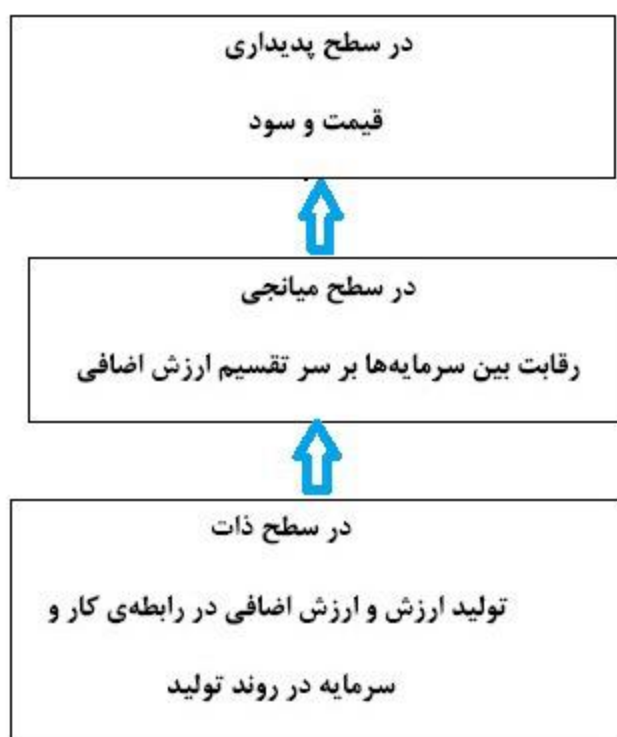 در سطح پدیداری
قیمت و سود
در سطح میانجی
رقابت بین سرمایه‌ها بر سر تقسیم ارزش اضافی
در سطح ذات
تولید ارزش و ارزش اضافی در رابطه‌ی کار و
سرمایه در روند تولید